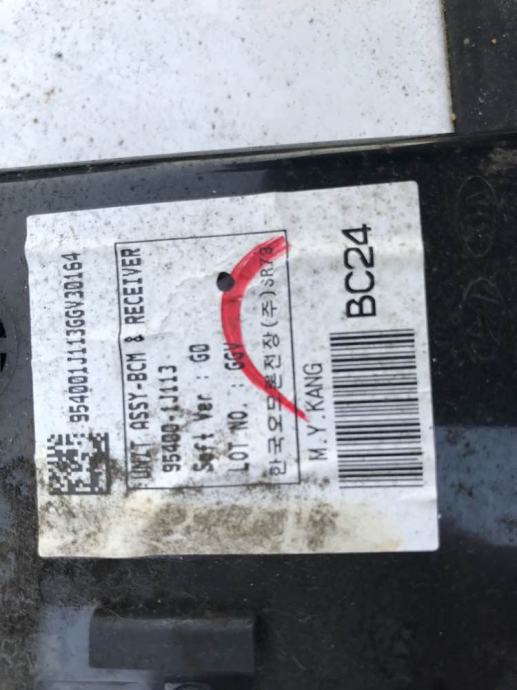 954001J113GGV30164
UNIT ASSY-BCM & RECEIVER
95400-1J113
Soft Ver : G0
LOT NO. : GGV
한국오므론전장(주)SR73
M.Y.KANG
BC24